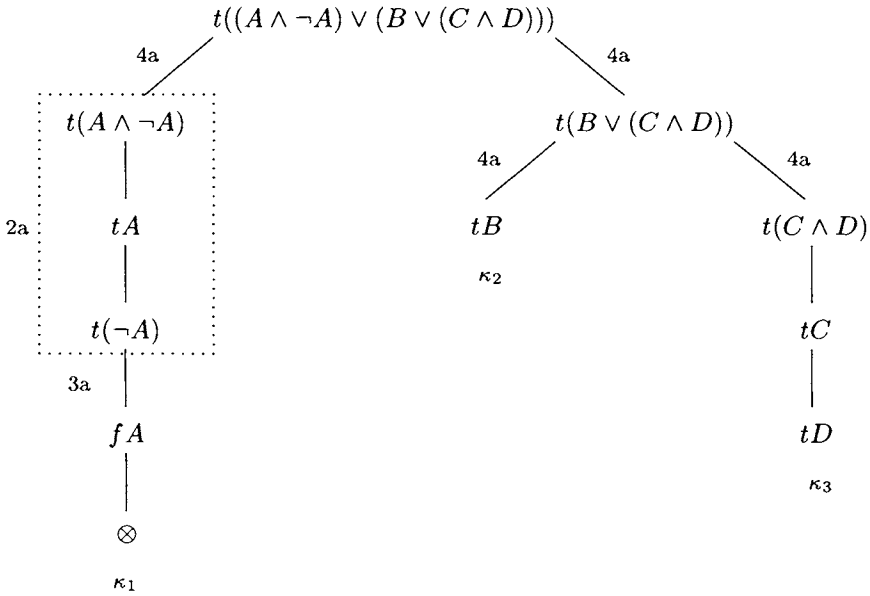 t((A ∧ ¬A) ∨ (B ∨ (C ∧ D)))
4a 4a
t(A ∧ ¬A) t(B ∨ (C ∧ D))
4a 4a
2a tA tB t(C ∧ D)
κ₂
t(¬A) tC
3a
fA tD
κ₃
⊗
κ₁